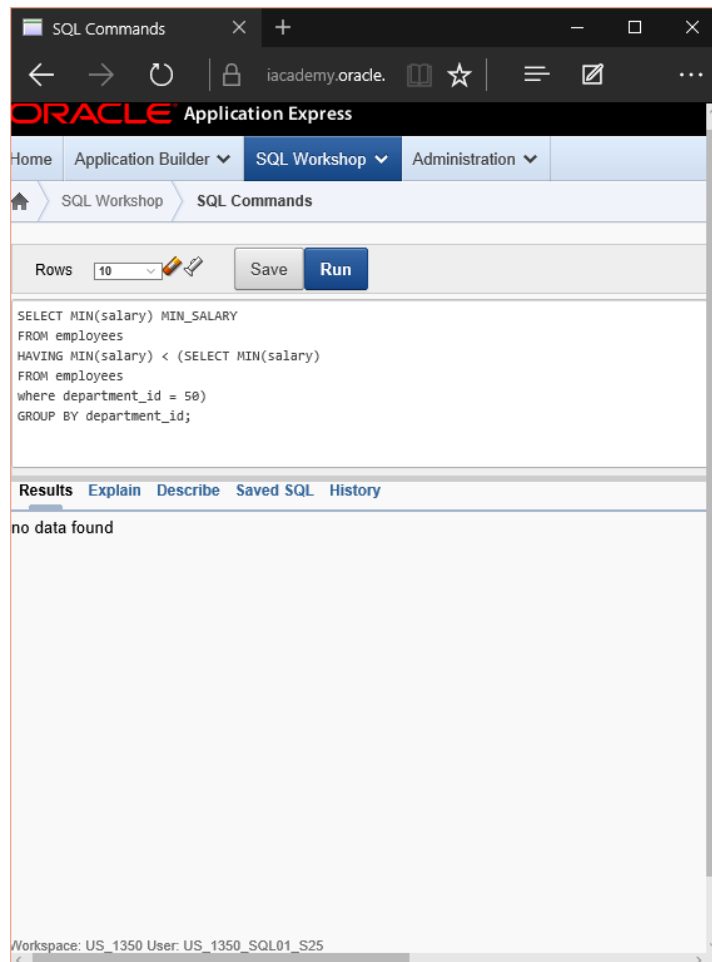 SQL Commands
iacademy.oracle.
ORACLE Application Express
Home Application Builder SQL Workshop Administration
SQL Workshop SQL Commands
Rows 10 Save Run
SELECT MIN(salary) MIN_SALARY
FROM employees
HAVING MIN(salary) < (SELECT MIN(salary)
FROM employees
where department_id = 50)
GROUP BY department_id;
Results Explain Describe Saved SQL History
no data found
Workspace: US_1350 User: US_1350_SQL01_S25